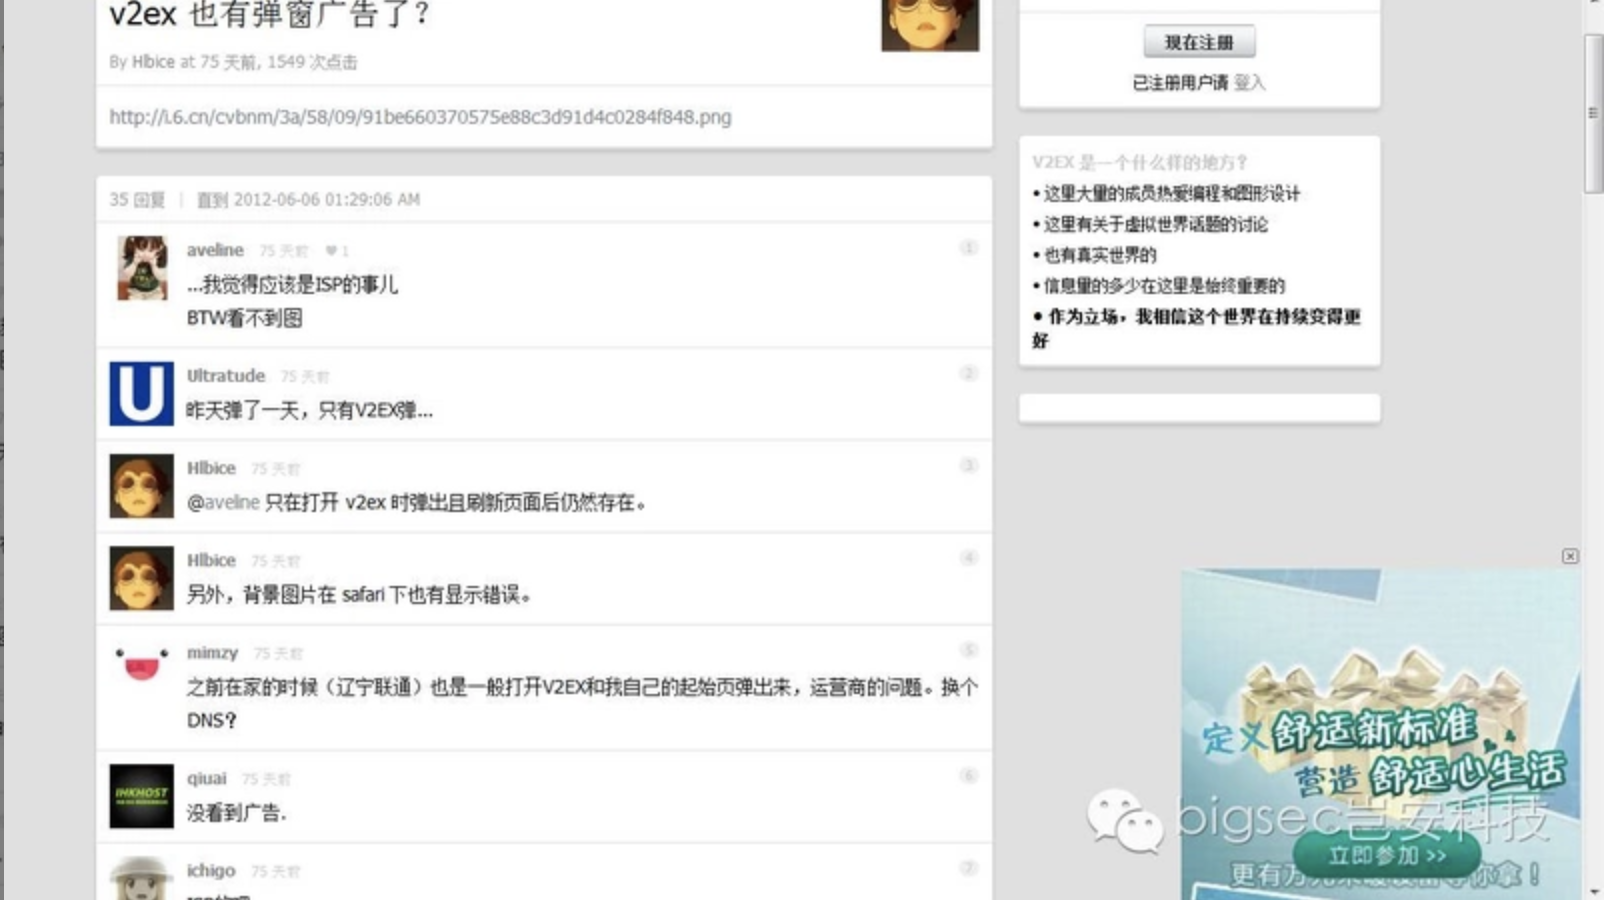 v2ex 也有弹窗广告了？
By Hlbice at 75 天前, 1549 次点击
http://i.6.cn/cvbnm/3a/58/09/91be660370575e88c3d91d4c0284f848.png
35 回复 | 直到 2012-06-06 01:29:06 AM
aveline 75 天前 ♥ 1
1
...我觉得应该是ISP的事儿
BTW看不到图
Ultratude 75 天前
2
昨天弹了一天，只有V2EX弹...
Hlbice 75 天前
3
@aveline 只在打开 v2ex 时弹出且刷新页面后仍然存在。
Hlbice 75 天前
4
另外，背景图片在 safari 下也有显示错误。
mimzy 75 天前
5
之前在家的时候（辽宁联通）也是一般打开V2EX和我自己的起始页弹出来，运营商的问题。换个
DNS？
INKHOST
qiuai 75 天前
6
没看到广告.
ichigo 75 天前
7
现在注册
已注册用户请 登入
V2EX 是一个什么样的地方？
• 这里大量的成员热爱编程和图形设计
• 这里有关于虚拟世界话题的讨论
• 也有真实世界的
• 信息量的多少在这里是始终重要的
• 作为立场，我相信这个世界在持续变得更
好
定义舒适新标准
营造 舒适心生活
bigsec岂安科技
立即参加 >>
更有万
等你拿！